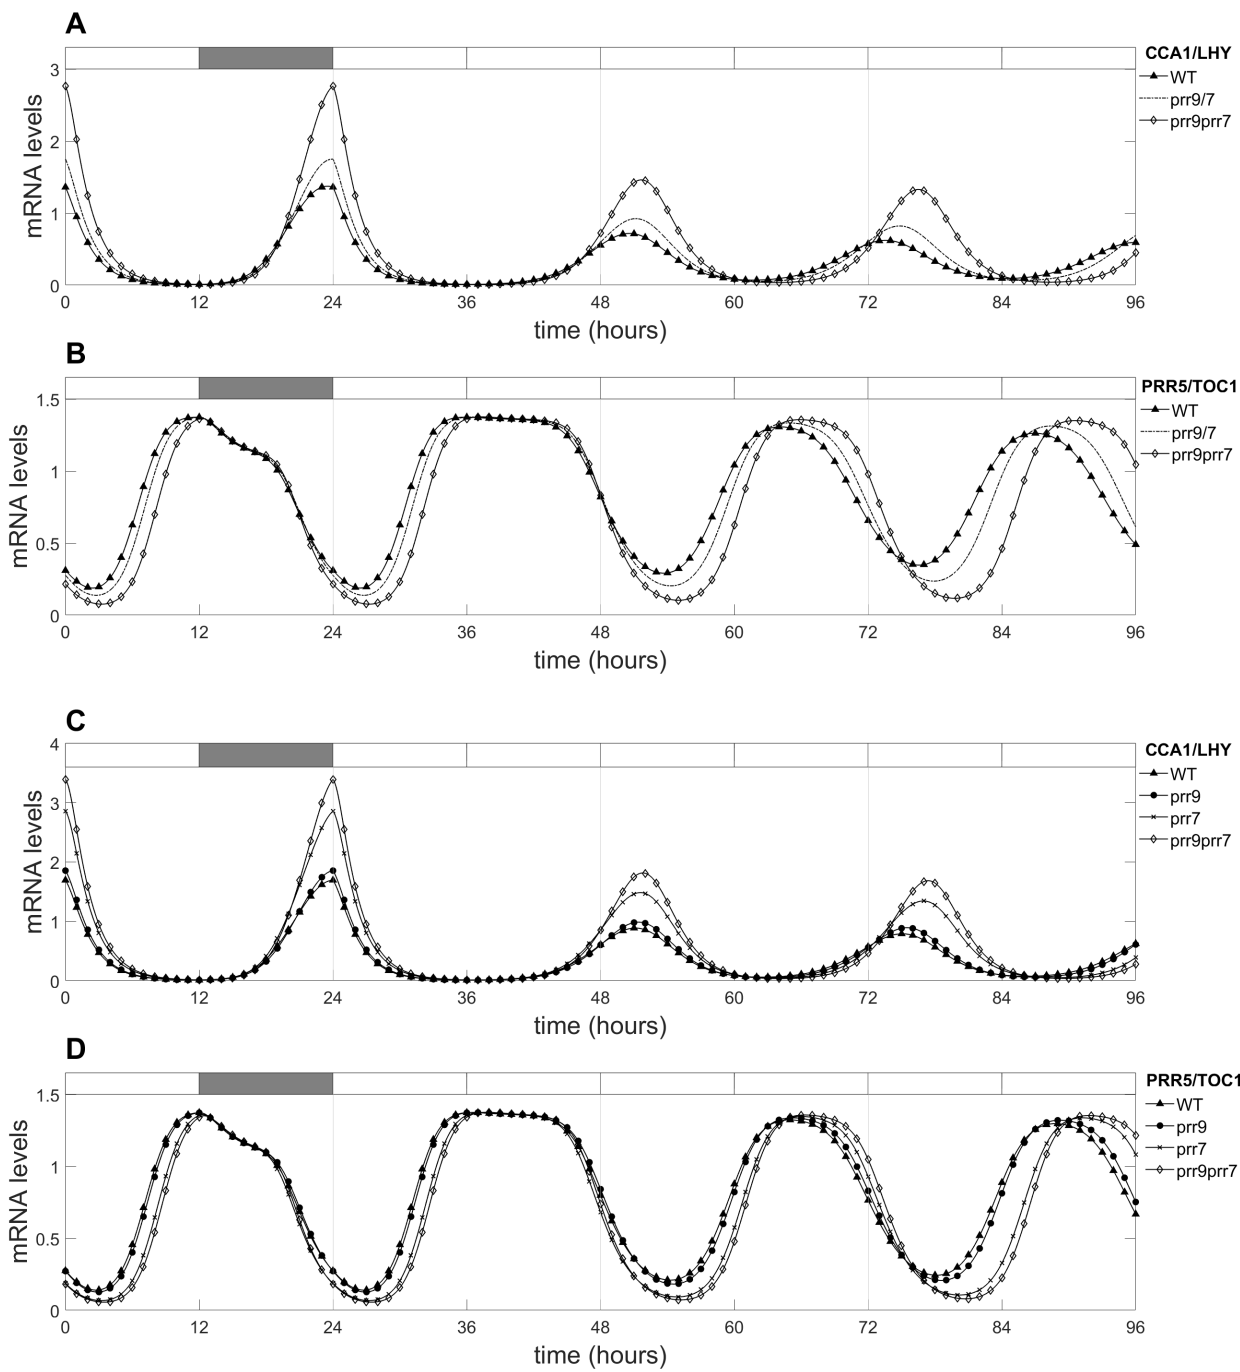 A
CCA1/LHY
WT
prr9/7
prr9prr7
3
2
1
0
mRNA levels
0 12 24 36 48 60 72 84 96
time (hours)
B
PRR5/TOC1
WT
prr9/7
prr9prr7
1.5
1
0.5
0
mRNA levels
0 12 24 36 48 60 72 84 96
time (hours)
C
CCA1/LHY
WT
prr9
prr7
prr9prr7
4
3
2
1
0
mRNA levels
0 12 24 36 48 60 72 84 96
time (hours)
D
PRR5/TOC1
WT
prr9
prr7
prr9prr7
1.5
1
0.5
0
mRNA levels
0 12 24 36 48 60 72 84 96
time (hours)